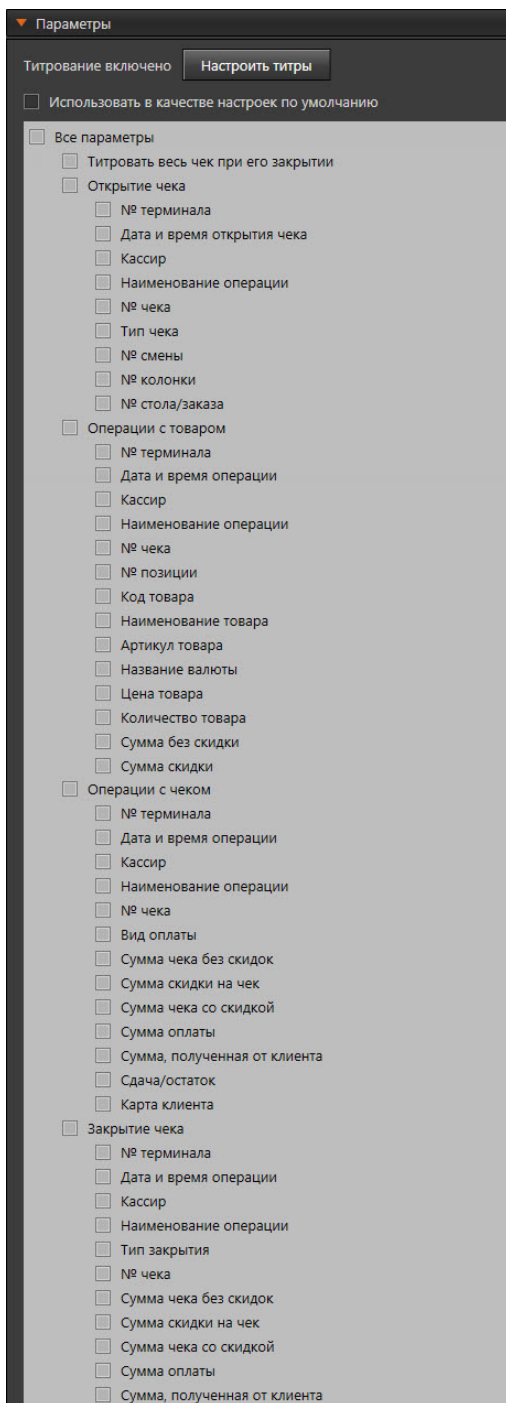 Параметры
Титрование включено Настроить титры
Использовать в качестве настроек по умолчанию
Все параметры
Титровать весь чек при его закрытии
Открытие чека
№ терминала
Дата и время открытия чека
Кассир
Наименование операции
№ чека
Тип чека
№ смены
№ колонки
№ стола/заказа
Операции с товаром
№ терминала
Дата и время операции
Кассир
Наименование операции
№ чека
№ позиции
Код товара
Наименование товара
Артикул товара
Название валюты
Цена товара
Количество товара
Сумма без скидки
Сумма скидки
Операции с чеком
№ терминала
Дата и время операции
Кассир
Наименование операции
№ чека
Вид оплаты
Сумма чека без скидок
Сумма скидки на чек
Сумма чека со скидкой
Сумма оплаты
Сумма, полученная от клиента
Сдача/остаток
Карта клиента
Закрытие чека
№ терминала
Дата и время операции
Кассир
Наименование операции
Тип закрытия
№ чека
Сумма чека без скидок
Сумма скидки на чек
Сумма чека со скидкой
Сумма оплаты
Сумма, полученная от клиента